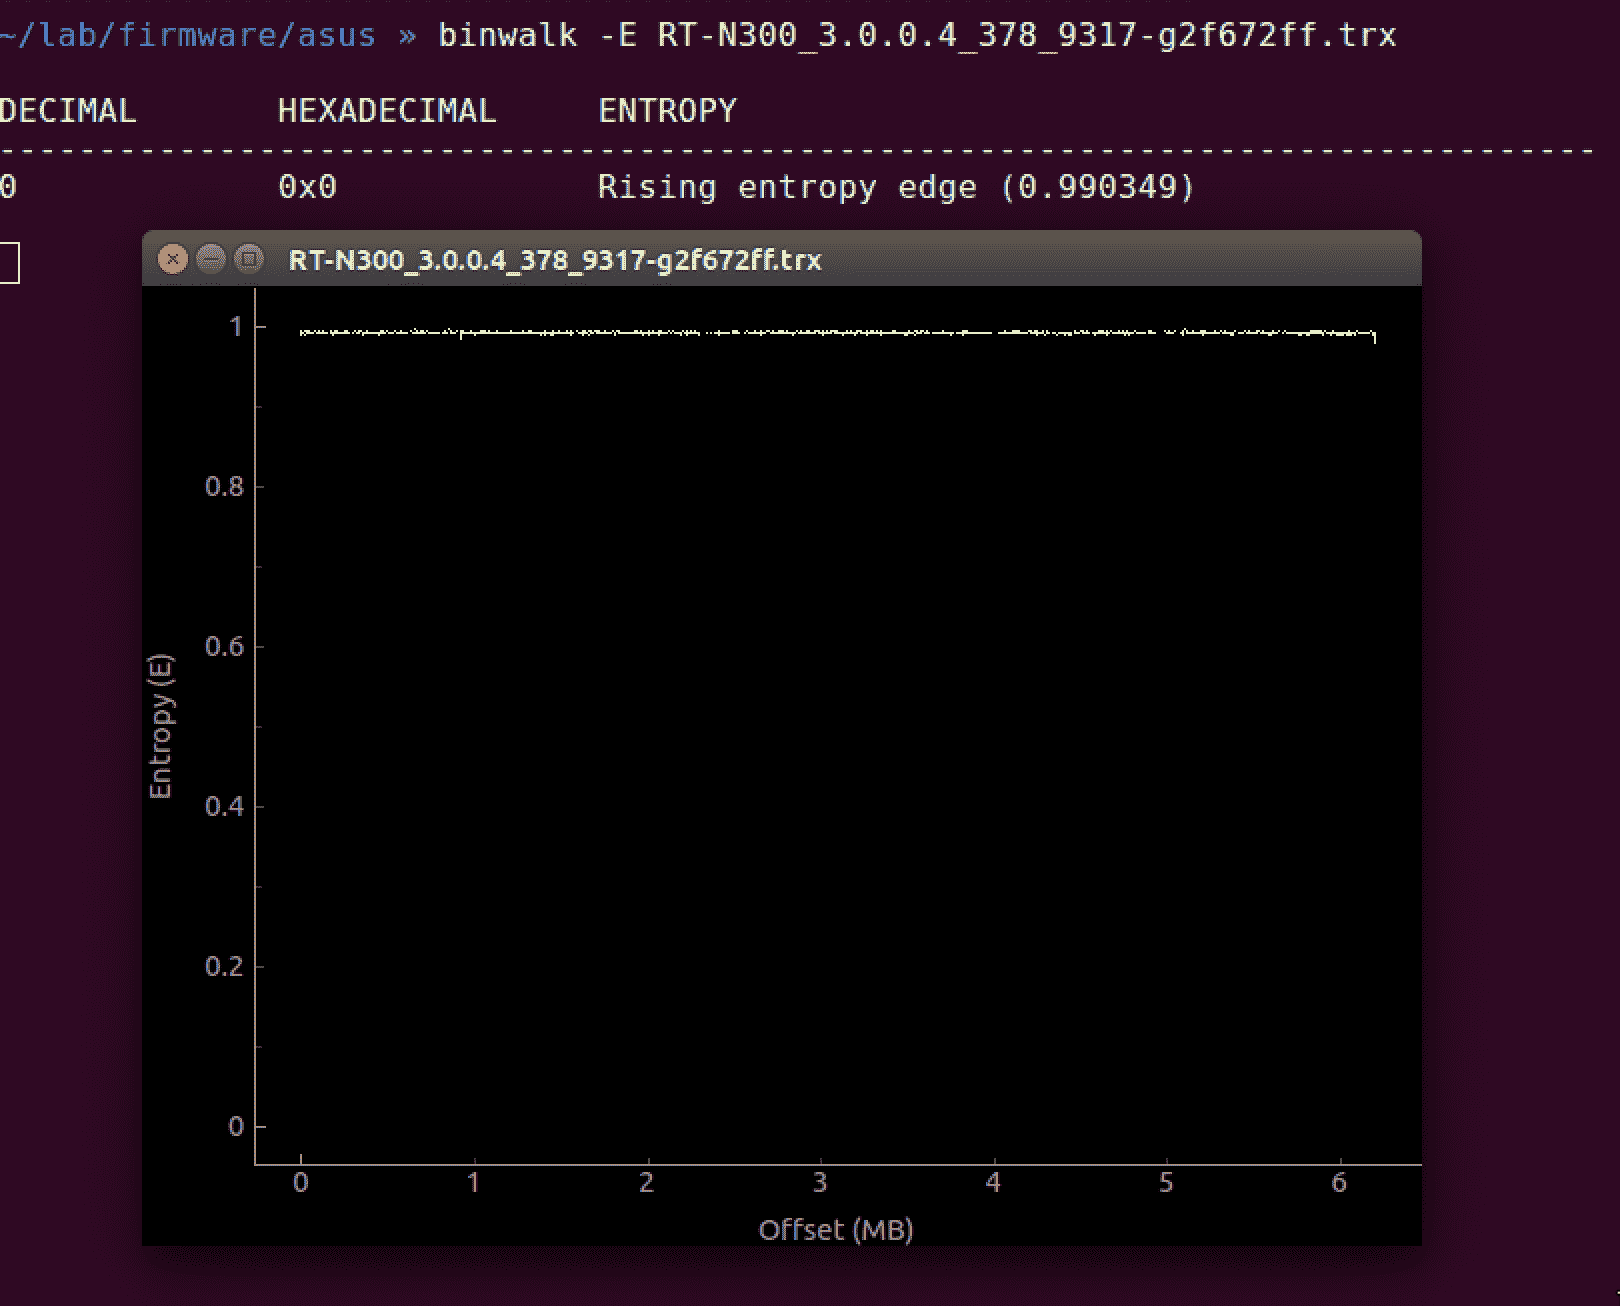 ~/lab/firmware/asus » binwalk -E RT-N300_3.0.0.4_378_9317-g2f672ff.trx
DECIMAL HEXADECIMAL ENTROPY
--------------------------------------------------------------------------------
0 0x0 Rising entropy edge (0.990349)
RT-N300_3.0.0.4_378_9317-g2f672ff.trx
1
0.8
0.6
Entropy (E)
0.4
0.2
0
0 1 2 3 4 5 6
Offset (MB)